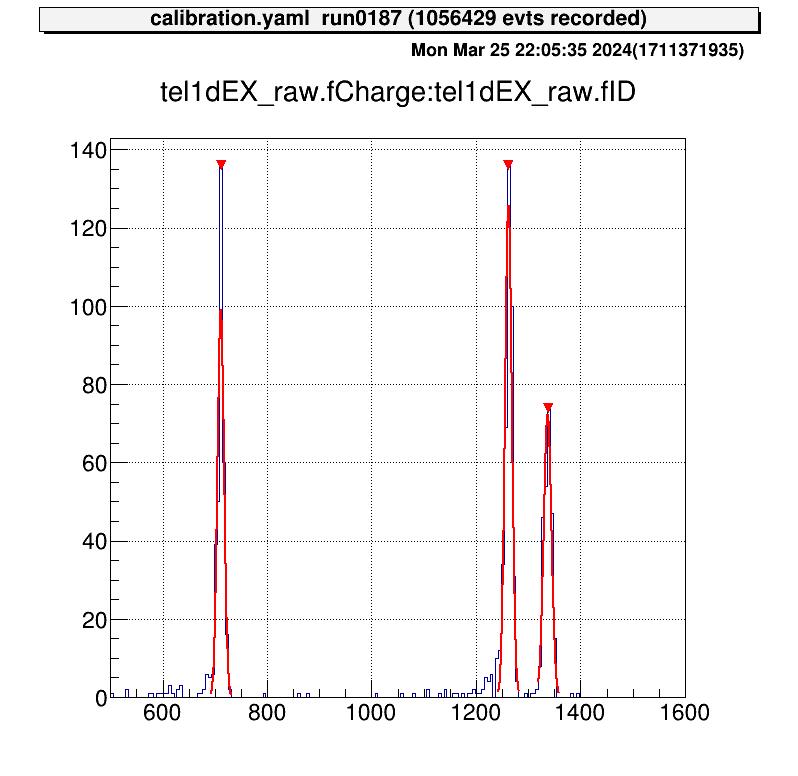 calibration.yaml run0187 (1056429 evts recorded)
Mon Mar 25 22:05:35 2024(1711371935)
tel1dEX_raw.fCharge:tel1dEX_raw.fID
140
120
100
80
60
40
20
0
600 800 1000 1200 1400 1600